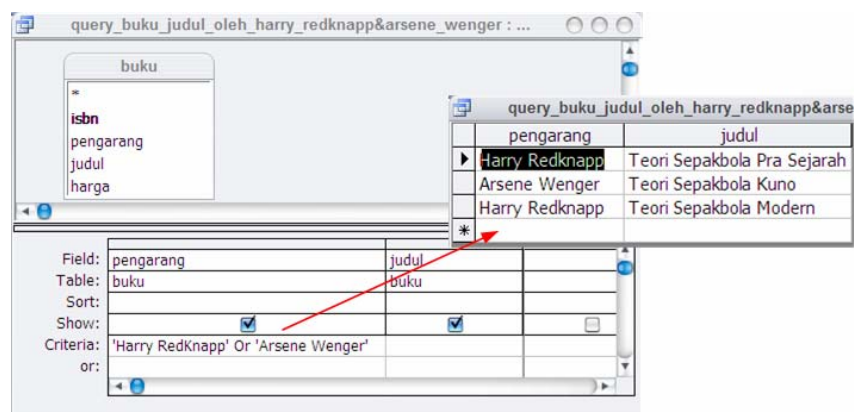 query_buku_judul_oleh_harry_redknapp&arsene_wenger : ...
buku
*
isbn
pengarang
judul
harga
query_buku_judul_oleh_harry_redknapp&arse
pengarang judul
Harry Redknapp Teori Sepakbola Pra Sejarah
Arsene Wenger Teori Sepakbola Kuno
Harry Redknapp Teori Sepakbola Modern
*
Field: pengarang judul
Table: buku buku
Sort:
Show:
Criteria: 'Harry RedKnapp' Or 'Arsene Wenger'
or: